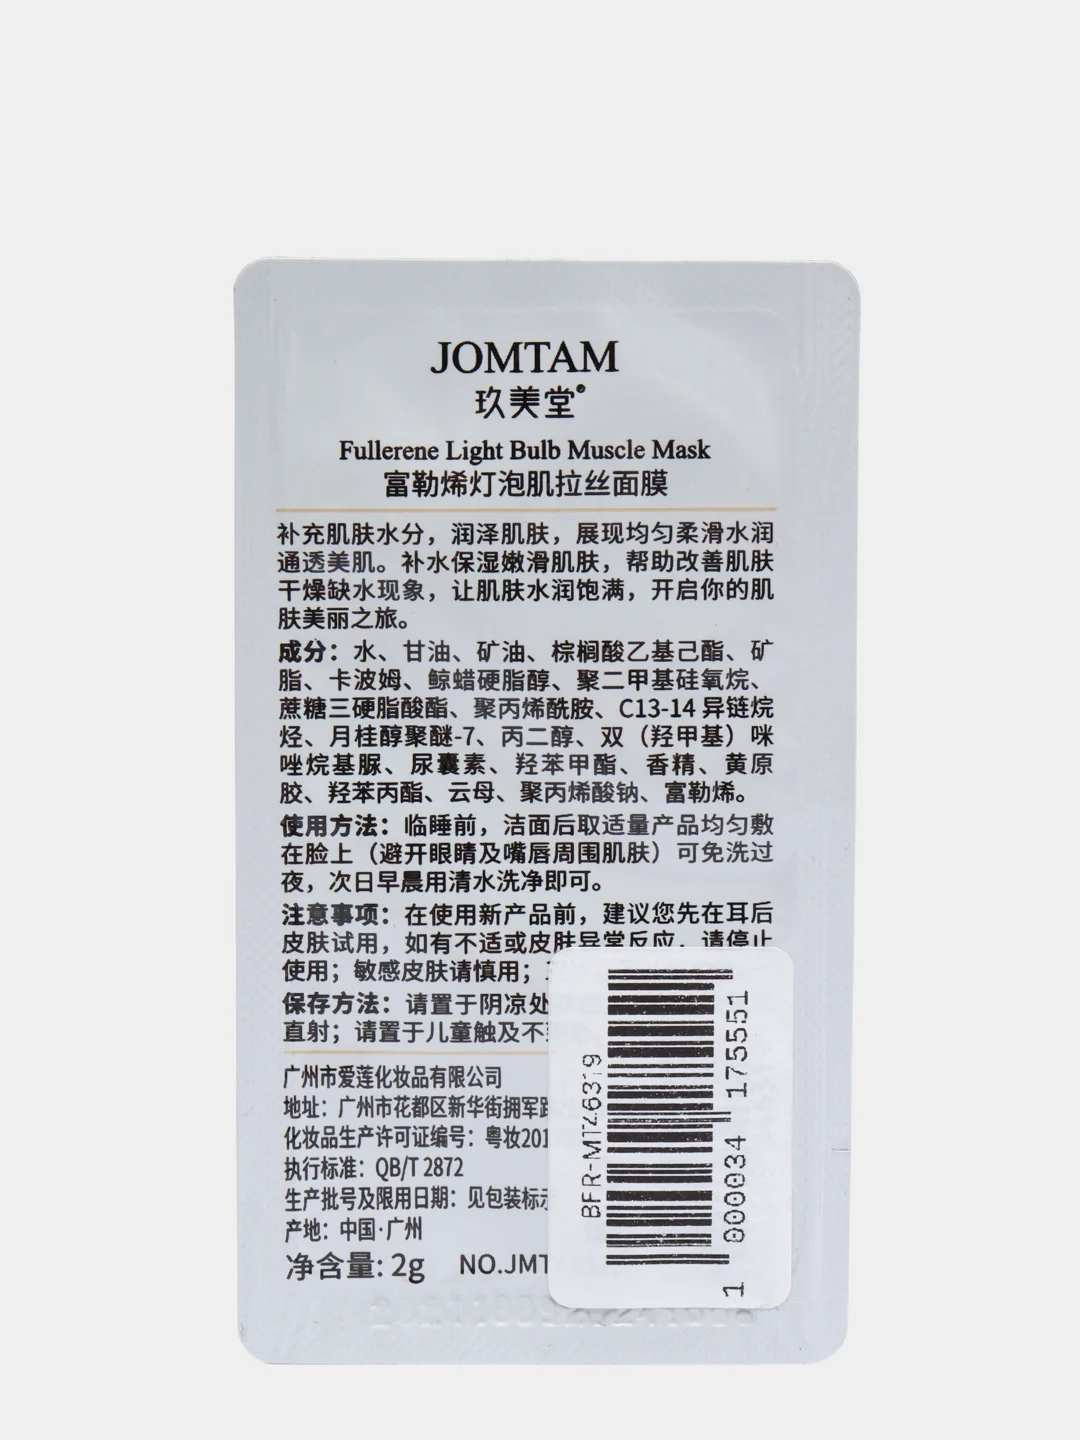 JOMTAM
玖美堂®
Fullerene Light Bulb Muscle Mask
富勒烯灯泡肌拉丝面膜
补充肌肤水分，润泽肌肤，展现均匀柔滑水润
通透美肌。补水保湿嫩滑肌肤，帮助改善肌肤
干燥缺水现象，让肌肤水润饱满，开启你的肌
肤美丽之旅。
成分：水、甘油、矿油、棕榈酸乙基己酯、矿
脂、卡波姆、鲸蜡硬脂醇、聚二甲基硅氧烷、
蔗糖三硬脂酸酯、聚丙烯酰胺、C13-14 异链烷
烃、月桂醇聚醚-7、丙二醇、双（羟甲基）咪
唑烷基脲、尿囊素、羟苯甲酯、香精、黄原
胶、羟苯丙酯、云母、聚丙烯酸钠、富勒烯。
使用方法：临睡前，洁面后取适量产品均匀敷
在脸上（避开眼睛及嘴唇周围肌肤）可免洗过
夜，次日早晨用清水洗净即可。
注意事项：在使用新产品前，建议您先在耳后
皮肤试用，如有不适或皮肤异常反应，请停止
使用；敏感皮肤请慎用；
保存方法：请置于阴凉处
直射；请置于儿童触及不
广州市爱莲化妆品有限公司
地址：广州市花都区新华街拥军路
化妆品生产许可证编号：粤妆201
执行标准：QB/T 2872
生产批号及限用日期：见包装标示
产地：中国·广州
净含量: 2g NO.JMT
BFR-MT46319
1 000034 175551